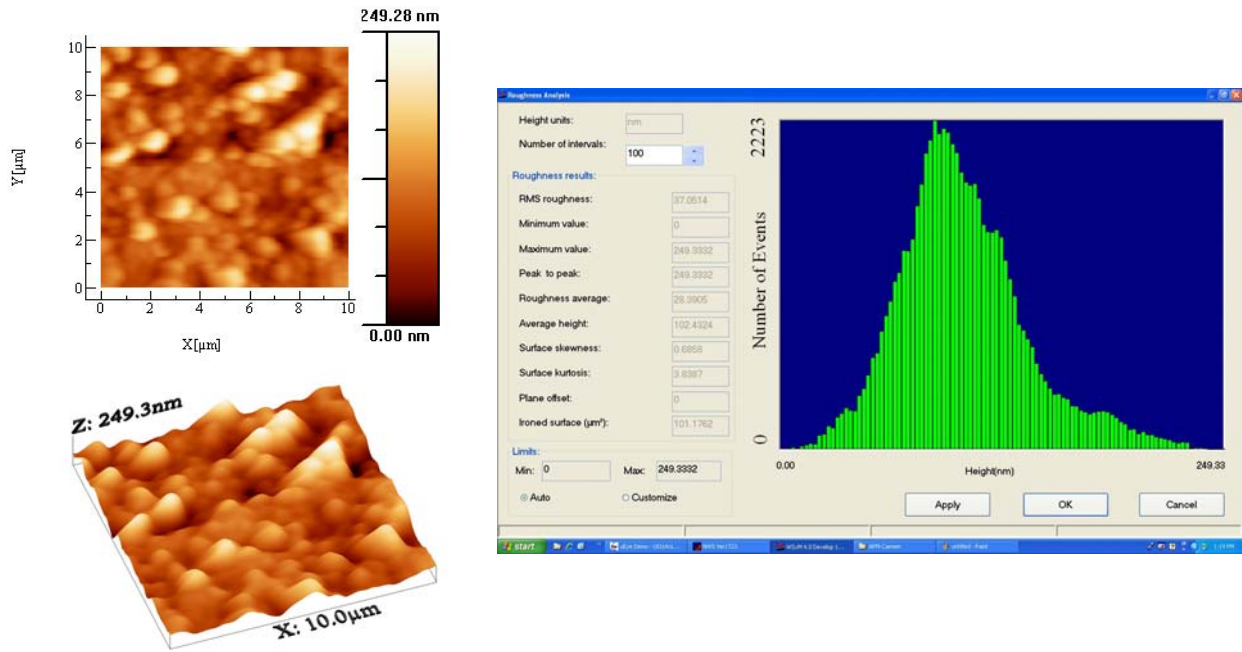 249.28 nm
10
8
6
4
2
0
Y[µm]
0 2 4 6 8 10
X[µm]
0.00 nm
Z: 249.3nm
X: 10.0µm
Roughness Analysis
Height units: nm
Number of intervals: 100
Roughness results:
RMS roughness: 37.0514
Minimum value: 0
Maximum value: 249.3332
Peak to peak: 249.3332
Roughness average: 28.3905
Average height: 102.4324
Surface skewness: 0.6858
Surface kurtosis: 3.8387
Plane offset: 0
Ironed surface (µm²): 101.1762
Limits:
Min: 0 Max: 249.3332
Auto Customize
2223
Number of Events
0
0.00 Height(nm) 249.33
Apply OK Cancel
start